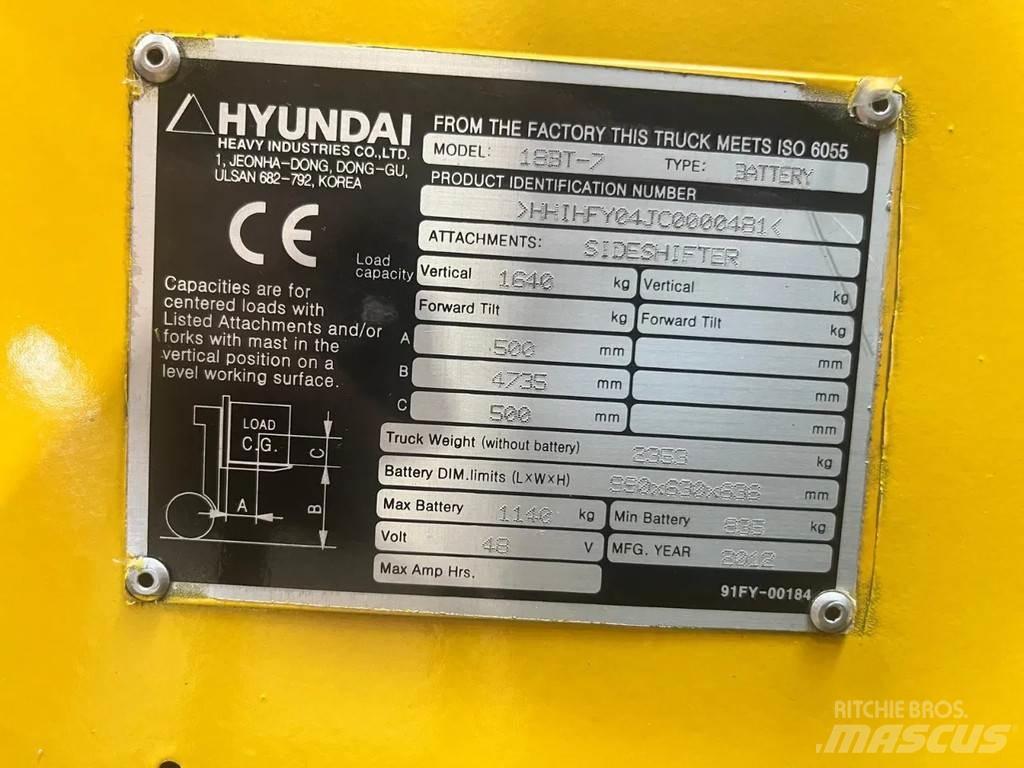 HYUNDAI
HEAVY INDUSTRIES CO.,LTD.
1, JEONHA-DONG, DONG-GU,
ULSAN 682-792, KOREA
FROM THE FACTORY THIS TRUCK MEETS ISO 6055
MODEL: 18BT-7 TYPE: BATTERY
PRODUCT IDENTIFICATION NUMBER
>HHIHFY04JC0000481<
ATTACHMENTS: SIDESHIFTER
CE
Capacities are for
centered loads with
Listed Attachments and/or
forks with mast in the
vertical position on a
level working surface.
Load
capacity
Vertical 1640 kg Vertical kg
Forward Tilt kg Forward Tilt kg
A 500 mm mm
B 4735 mm mm
C 500 mm mm
Truck Weight (without battery) 2353 kg
Battery DIM.limits (L×W×H) mm
Max Battery 1140 kg Min Battery 835 kg
Volt 48 V MFG. YEAR 2012
Max Amp Hrs.
LOAD
C.G.
A
B
C
91FY-00184
RITCHIE BROS.
MASCUS